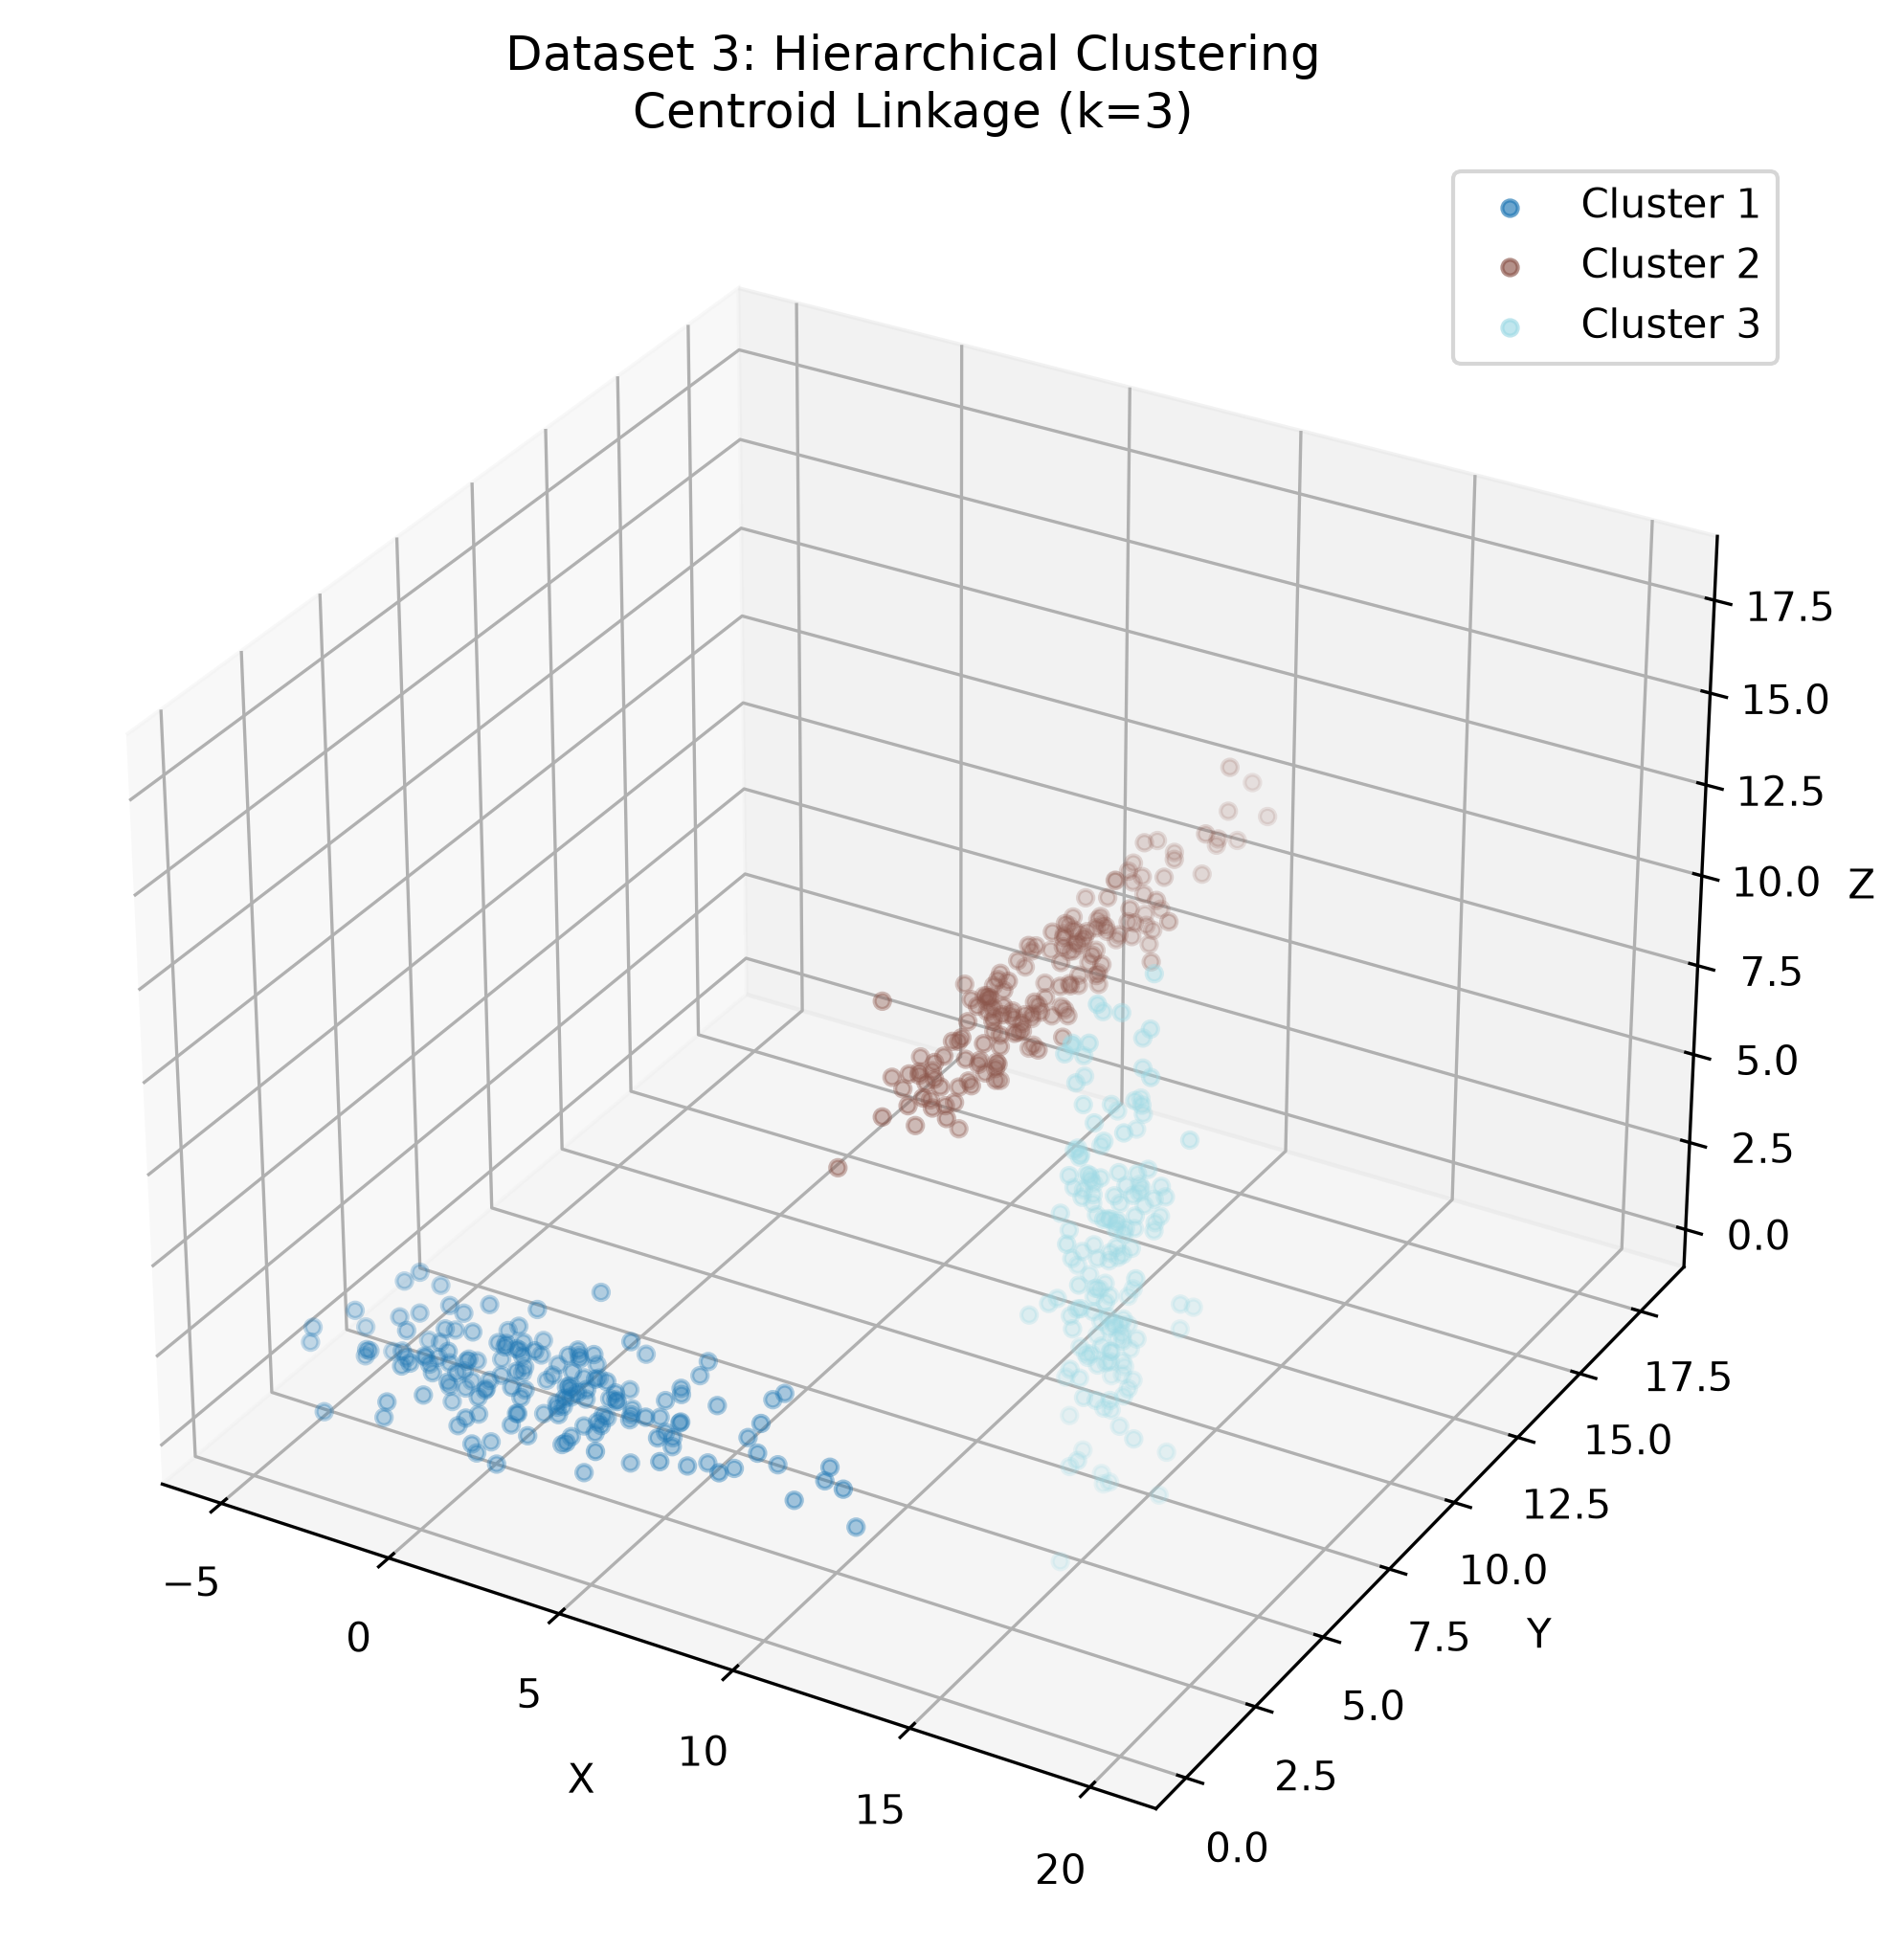 Dataset 3: Hierarchical Clustering
Centroid Linkage (k=3)
Cluster 1
Cluster 2
Cluster 3
17.5
15.0
12.5
10.0
Z
7.5
5.0
2.5
0.0
17.5
15.0
12.5
10.0
7.5
Y
5.0
2.5
0.0
−5
0
5
10
15
20
X